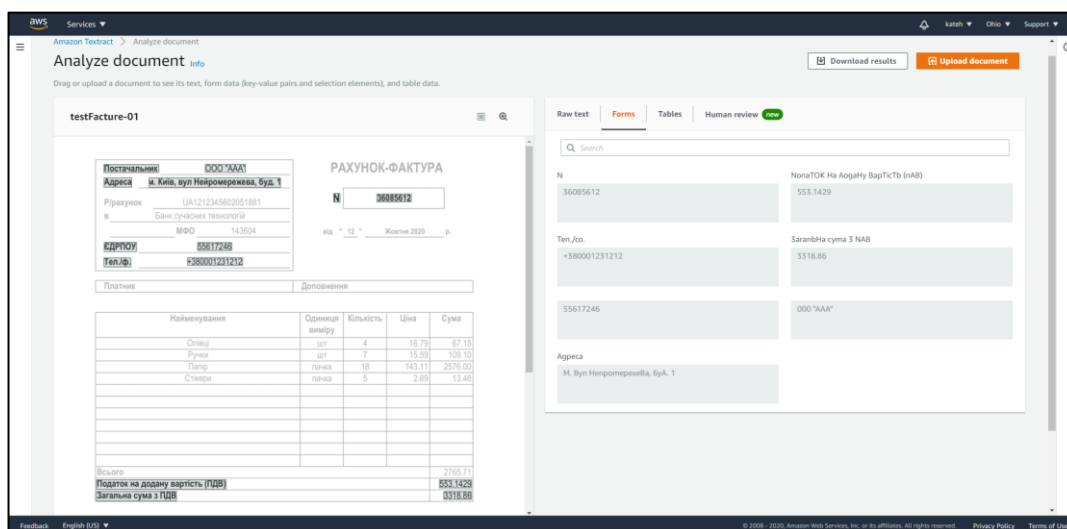 aws Services ▼ kateh ▼ Ohio ▼ Support ▼
Amazon Textract > Analyze document
Analyze document Info
Download results Upload document
Drag or upload a document to see its text, form data (key-value pairs and selection elements), and table data.
testFacture-01
Постачальник ООО "AAA"
Адреса м. Київ, вул Нейромережева, буд. 1
Р/рахунок UA1212345602051881
в Банк сучасних технологій
МФО 143604
ЄДРПОУ 55617246
Тел./ф. +380001231212
РАХУНОК-ФАКТУРА
N 36085612
від " 12 " Жовтня 2020 р.
Платник Доповнення
Найменування Одиниця виміру Кількість Ціна Сума
Олівці шт 4 16.79 67.15
Ручки шт 7 15.59 109.10
Папір пачка 18 143.11 2576.00
Стікери пачка 5 2.69 13.46
Всього 2765.71
Податок на додану вартість (ПДВ) 553.1429
Загальна сума з ПДВ 3318.86
Raw text Forms Tables Human review new
Search
N
36085612
NonaTOK Ha AogaHy BapTicTb (nAB)
553.1429
Ten./co.
+380001231212
3aranbHa cyma 3 NAB
3318.86
55617246
000 "AAA"
Agpeca
M. Byn HenpomepexeBa, 6yA. 1
Feedback English (US) ▼ © 2008 - 2020, Amazon Web Services, Inc. or its affiliates. All rights reserved. Privacy Policy Terms of Use